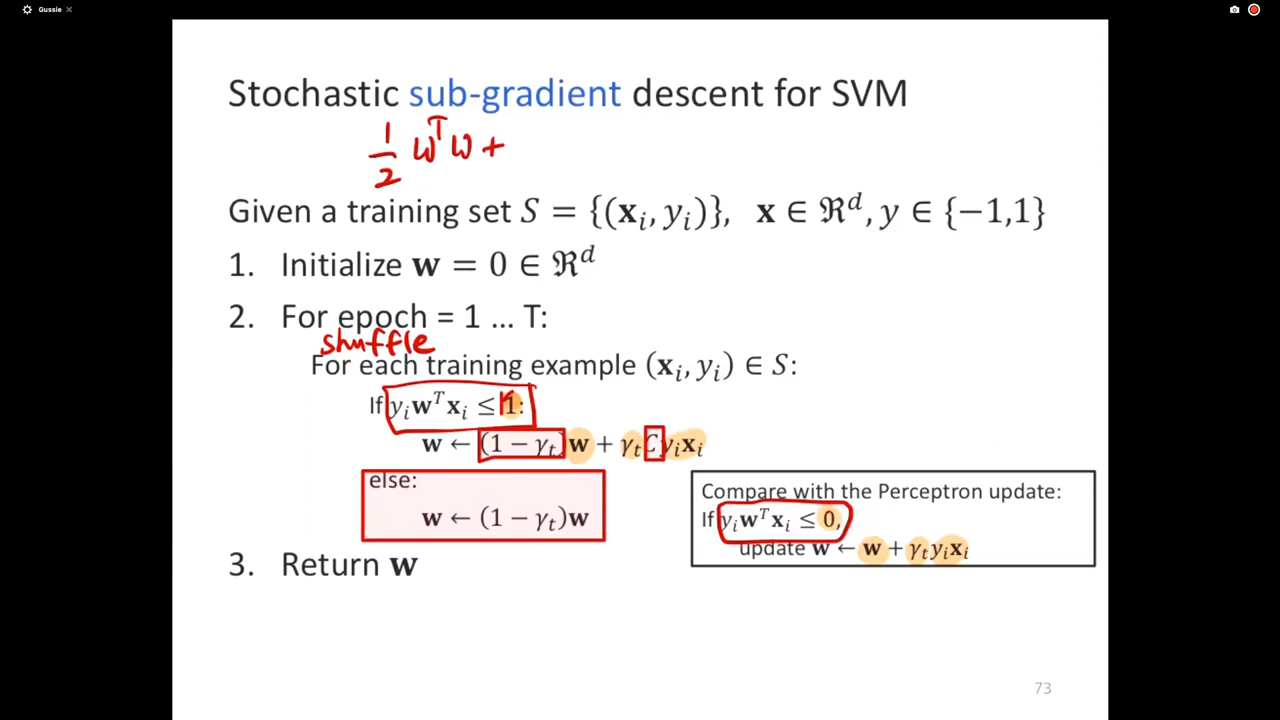 Gussie ×
Stochastic sub-gradient descent for SVM
1/2 wᵀw +
Given a training set S = {(xᵢ, yᵢ)}, x ∈ ℜᵈ, y ∈ {−1,1}
1. Initialize w = 0 ∈ ℜᵈ
2. For epoch = 1 … T:
shuffle
For each training example (xᵢ, yᵢ) ∈ S:
If yᵢwᵀxᵢ ≤ 1:
w ← (1 − γₜ)w + γₜCyᵢxᵢ
else:
w ← (1 − γₜ)w
Compare with the Perceptron update:
If yᵢwᵀxᵢ ≤ 0,
update w ← w + γₜyᵢxᵢ
3. Return w
73